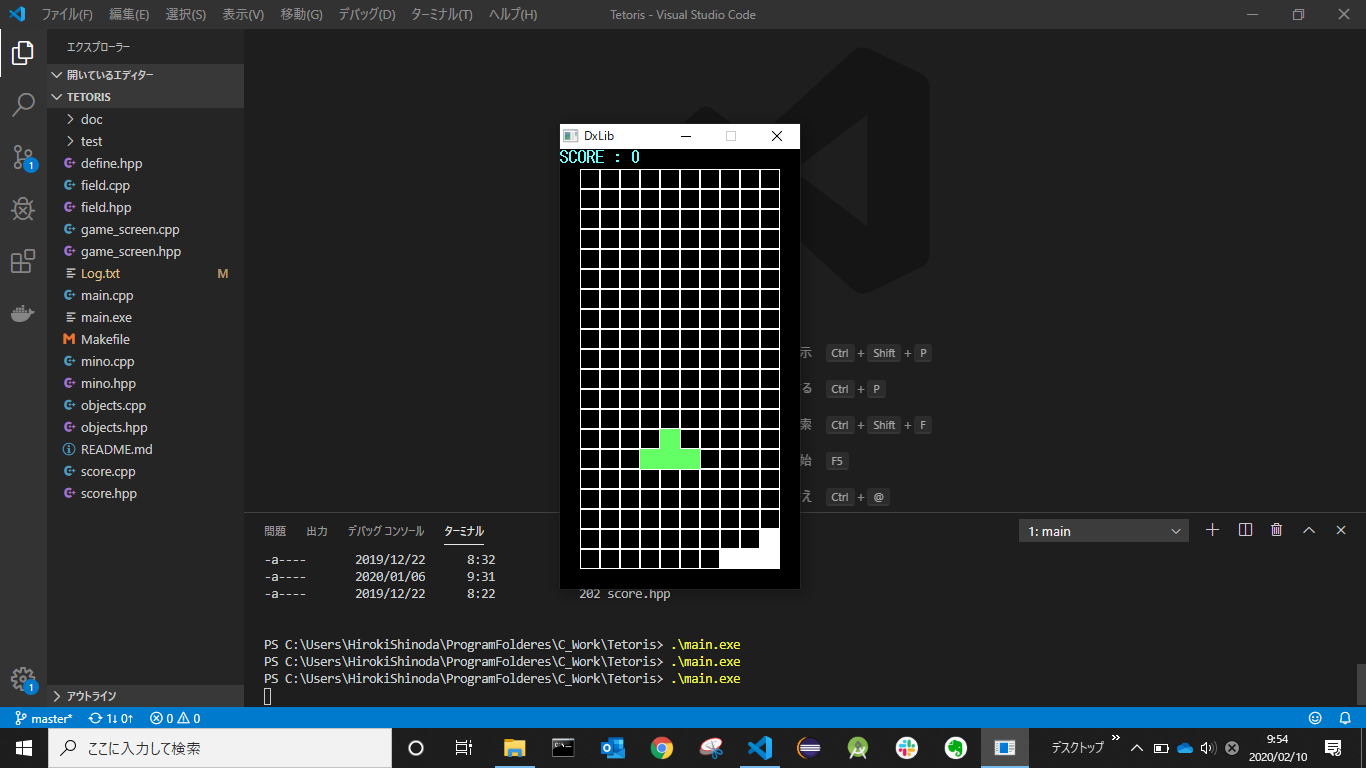 ファイル(F) 編集(E) 選択(S) 表示(V) 移動(G) デバッグ(D) ターミナル(T) ヘルプ(H) Tetoris - Visual Studio Code
エクスプローラー
開いているエディター
TETORIS
doc
test
define.hpp
field.cpp
field.hpp
game_screen.cpp
game_screen.hpp
Log.txt M
main.cpp
main.exe
Makefile
mino.cpp
mino.hpp
objects.cpp
objects.hpp
README.md
score.cpp
score.hpp
アウトライン
1
1
DxLib
SCORE : 0
示 Ctrl + Shift + P
る Ctrl + P
索 Ctrl + Shift + F
始 F5
え Ctrl + @
問題 出力 デバッグ コンソール ターミナル 1: main
-a---- 2019/12/22 8:32
-a---- 2020/01/06 9:31
-a---- 2019/12/22 8:22 202 score.hpp
PS C:\Users\HirokiShinoda\ProgramFolderes\C_Work\Tetoris> .\main.exe
PS C:\Users\HirokiShinoda\ProgramFolderes\C_Work\Tetoris> .\main.exe
PS C:\Users\HirokiShinoda\ProgramFolderes\C_Work\Tetoris> .\main.exe
master* 1↓ 0↑ 0 0
ここに入力して検索 デスクトップ 9:54
2020/02/10